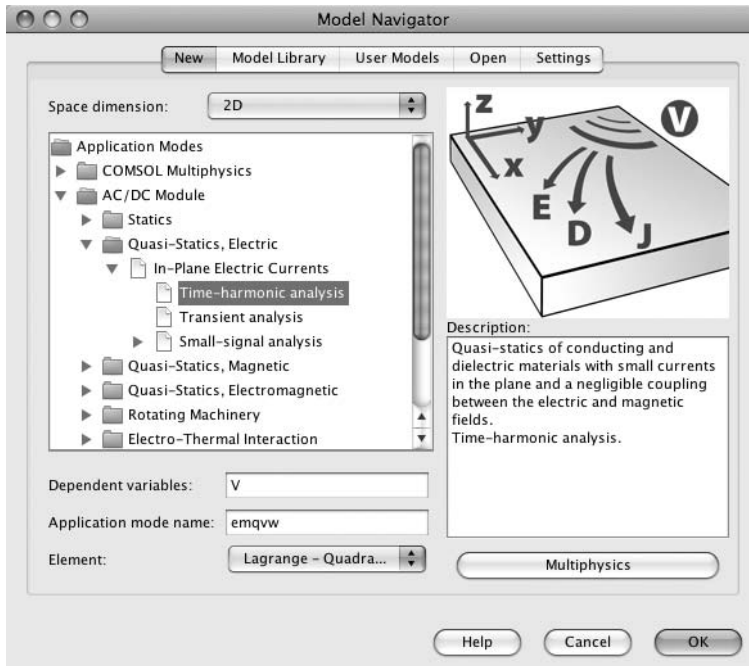 Model Navigator
New Model Library User Models Open Settings
Space dimension: 2D
Application Modes
COMSOL Multiphysics
AC/DC Module
Statics
Quasi-Statics, Electric
In-Plane Electric Currents
Time-harmonic analysis
Transient analysis
Small-signal analysis
Quasi-Statics, Magnetic
Quasi-Statics, Electromagnetic
Rotating Machinery
Electro-Thermal Interaction
Dependent variables: V
Application mode name: emqvw
Element: Lagrange - Quadra...
z
y
x
V
E
D
J
Description:
Quasi-statics of conducting and
dielectric materials with small currents
in the plane and a negligible coupling
between the electric and magnetic
fields.
Time-harmonic analysis.
Multiphysics
Help Cancel OK